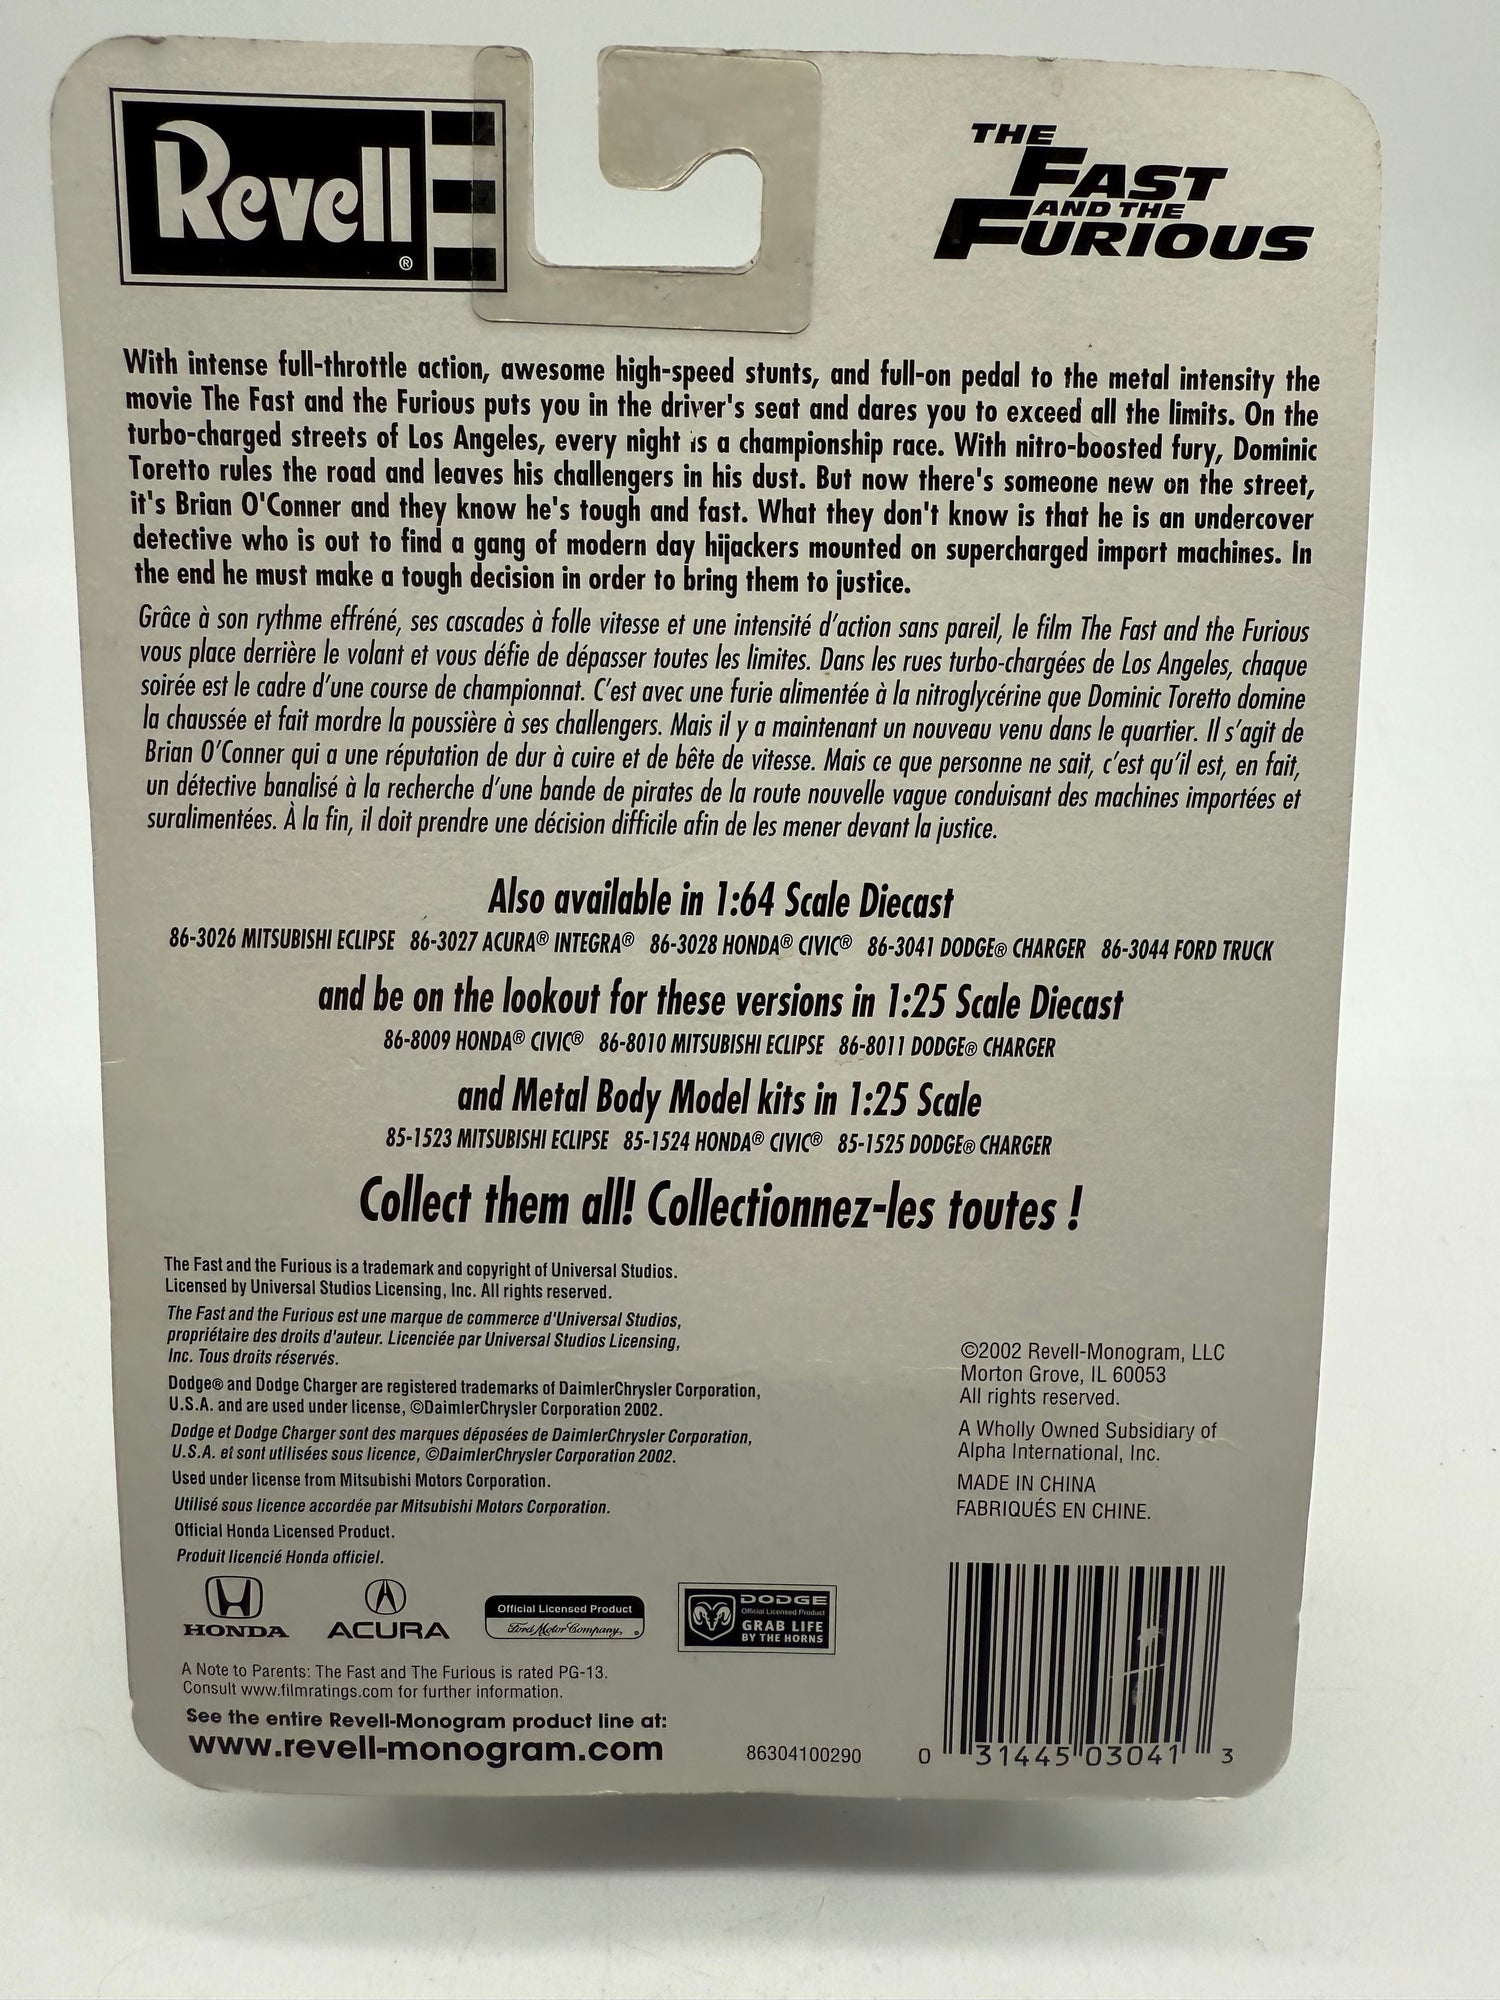 Revell®
THE
FAST
AND THE
FURIOUS
With intense full-throttle action, awesome high-speed stunts, and full-on pedal to the metal intensity the
movie The Fast and the Furious puts you in the driver's seat and dares you to exceed all the limits. On the
turbo-charged streets of Los Angeles, every night is a championship race. With nitro-boosted fury, Dominic
Toretto rules the road and leaves his challengers in his dust. But now there's someone new on the street,
it's Brian O'Conner and they know he's tough and fast. What they don't know is that he is an undercover
detective who is out to find a gang of modern day hijackers mounted on supercharged import machines. In
the end he must make a tough decision in order to bring them to justice.
Grâce à son rythme effréné, ses cascades à folle vitesse et une intensité d'action sans pareil, le film The Fast and the Furious
vous place derrière le volant et vous défie de dépasser toutes les limites. Dans les rues turbo-chargées de Los Angeles, chaque
soirée est le cadre d'une course de championnat. C'est avec une furie alimentée à la nitroglycérine que Dominic Toretto domine
la chaussée et fait mordre la poussière à ses challengers. Mais il y a maintenant un nouveau venu dans le quartier. Il s'agit de
Brian O'Conner qui a une réputation de dur à cuire et de bête de vitesse. Mais ce que personne ne sait, c'est qu'il est, en fait,
un détective banalisé à la recherche d'une bande de pirates de la route nouvelle vague conduisant des machines importées et
suralimentées. À la fin, il doit prendre une décision difficile afin de les mener devant la justice.
Also available in 1:64 Scale Diecast
86-3026 MITSUBISHI ECLIPSE 86-3027 ACURA® INTEGRA® 86-3028 HONDA® CIVIC® 86-3041 DODGE® CHARGER 86-3044 FORD TRUCK
and be on the lookout for these versions in 1:25 Scale Diecast
86-8009 HONDA® CIVIC® 86-8010 MITSUBISHI ECLIPSE 86-8011 DODGE® CHARGER
and Metal Body Model kits in 1:25 Scale
85-1523 MITSUBISHI ECLIPSE 85-1524 HONDA® CIVIC® 85-1525 DODGE® CHARGER
Collect them all! Collectionnez-les toutes !
The Fast and the Furious is a trademark and copyright of Universal Studios.
Licensed by Universal Studios Licensing, Inc. All rights reserved.
The Fast and the Furious est une marque de commerce d'Universal Studios,
propriétaire des droits d'auteur. Licenciée par Universal Studios Licensing,
Inc. Tous droits réservés.
Dodge® and Dodge Charger are registered trademarks of DaimlerChrysler Corporation,
U.S.A. and are used under license, ©DaimlerChrysler Corporation 2002.
Dodge et Dodge Charger sont des marques déposées de DaimlerChrysler Corporation,
U.S.A. et sont utilisées sous licence, ©DaimlerChrysler Corporation 2002.
Used under license from Mitsubishi Motors Corporation.
Utilisé sous licence accordée par Mitsubishi Motors Corporation.
Official Honda Licensed Product.
Produit licencié Honda officiel.
©2002 Revell-Monogram, LLC
Morton Grove, IL 60053
All rights reserved.
A Wholly Owned Subsidiary of
Alpha International, Inc.
MADE IN CHINA
FABRIQUÉS EN CHINE.
HONDA
ACURA
Official Licensed Product
Ford Motor Company,
DODGE
Official Licensed Product
GRAB LIFE
BY THE HORNS
A Note to Parents: The Fast and The Furious is rated PG-13.
Consult www.filmratings.com for further information.
See the entire Revell-Monogram product line at:
www.revell-monogram.com
86304100290
0 31445 03041 3